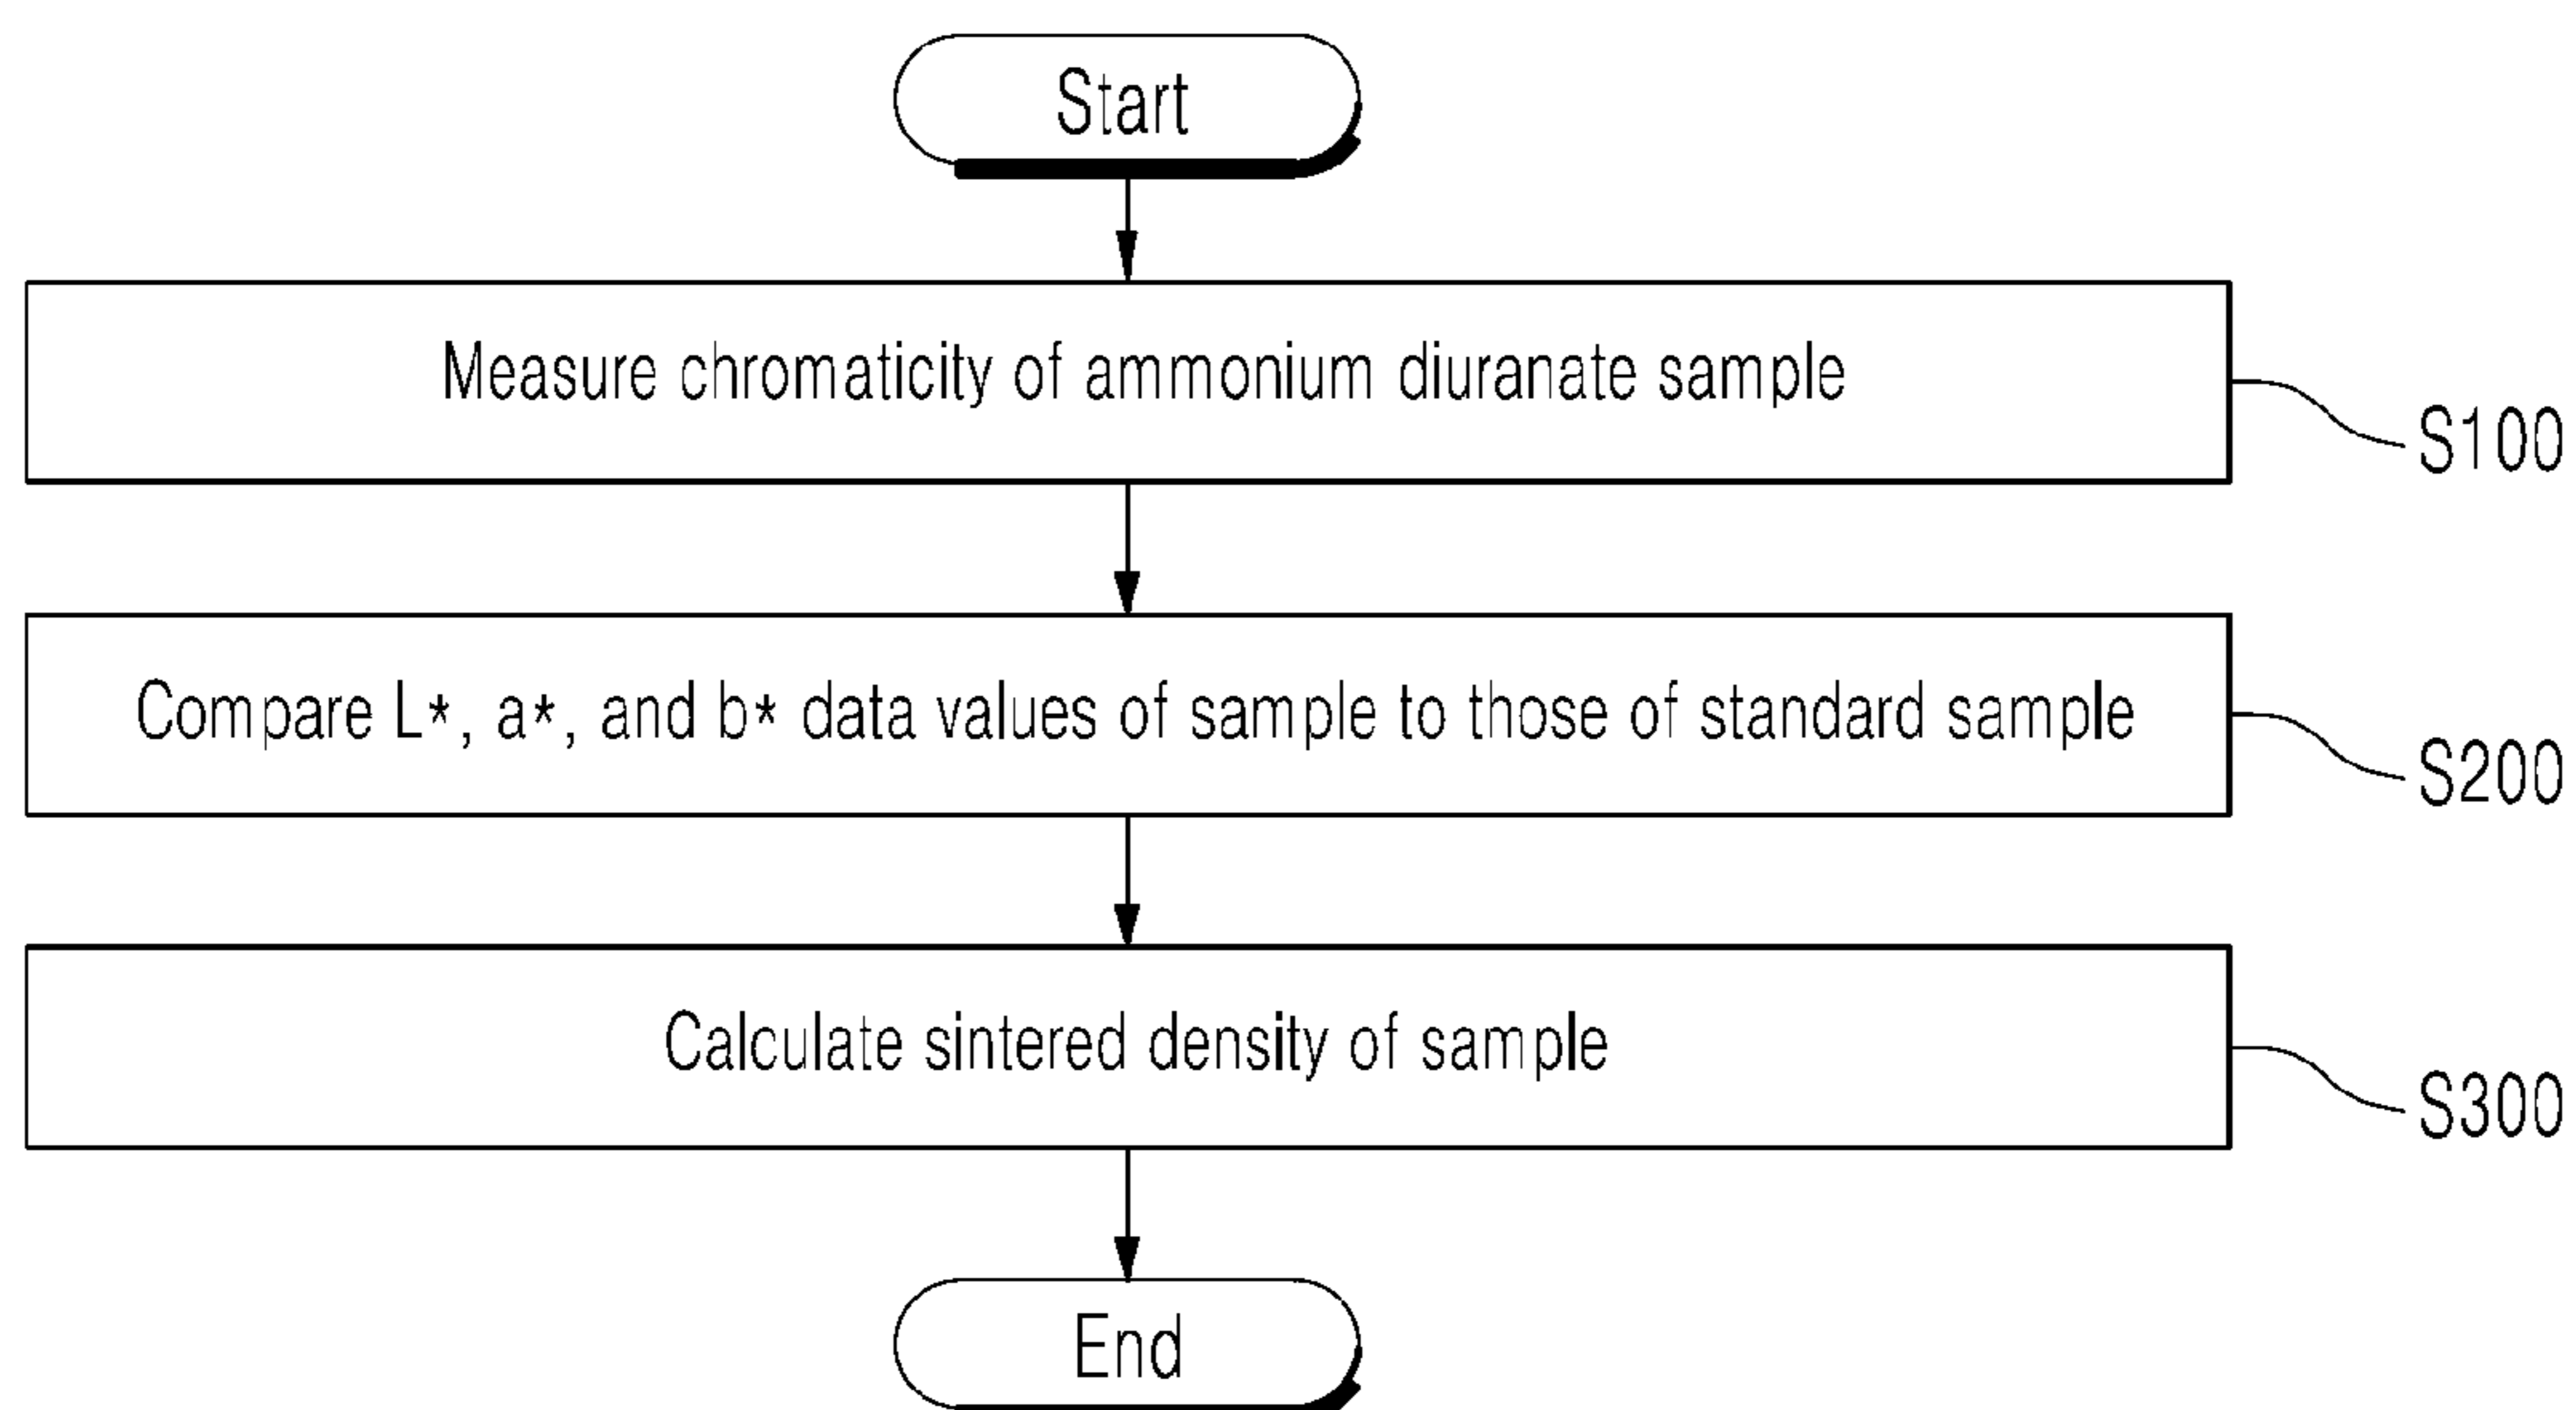 Start
Measure chromaticity of ammonium diuranate sample
S100
Compare L*, a*, and b* data values of sample to those of standard sample
S200
Calculate sintered density of sample
S300
End